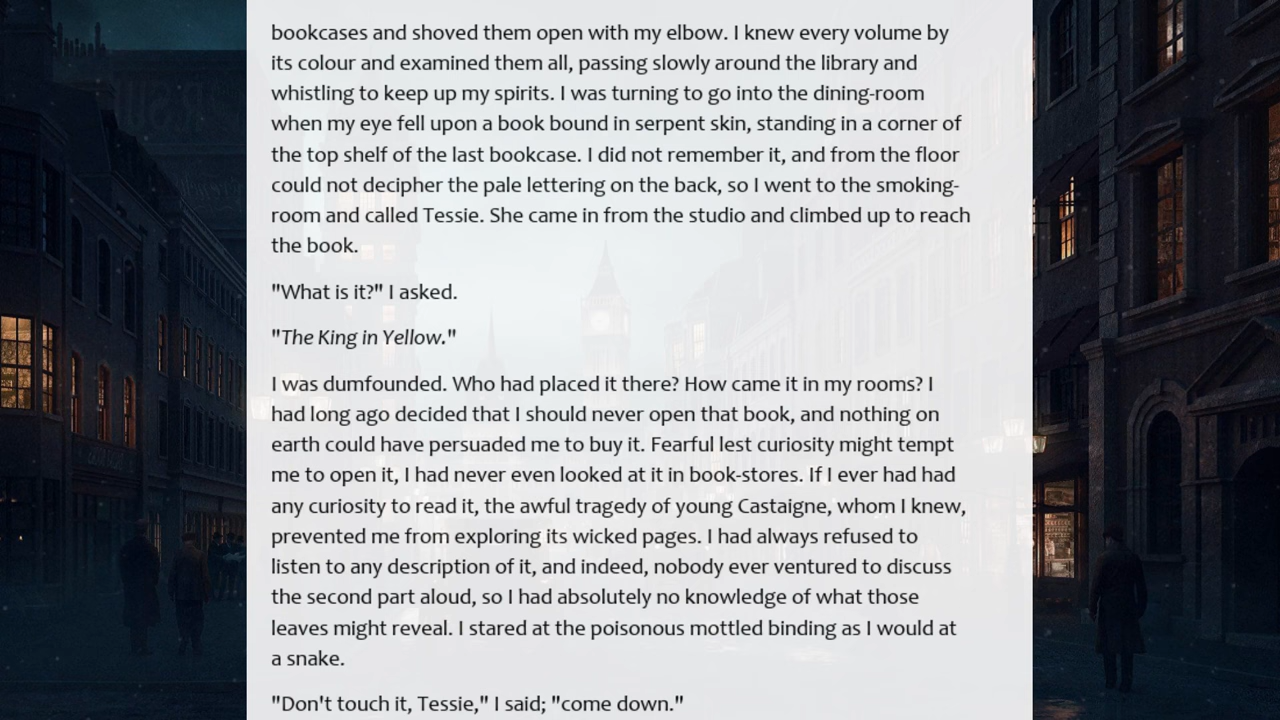 bookcases and shoved them open with my elbow. I knew every volume by
its colour and examined them all, passing slowly around the library and
whistling to keep up my spirits. I was turning to go into the dining-room
when my eye fell upon a book bound in serpent skin, standing in a corner of
the top shelf of the last bookcase. I did not remember it, and from the floor
could not decipher the pale lettering on the back, so I went to the smoking-
room and called Tessie. She came in from the studio and climbed up to reach
the book.
"What is it?" I asked.
"The King in Yellow."
I was dumfounded. Who had placed it there? How came it in my rooms? I
had long ago decided that I should never open that book, and nothing on
earth could have persuaded me to buy it. Fearful lest curiosity might tempt
me to open it, I had never even looked at it in book-stores. If I ever had had
any curiosity to read it, the awful tragedy of young Castaigne, whom I knew,
prevented me from exploring its wicked pages. I had always refused to
listen to any description of it, and indeed, nobody ever ventured to discuss
the second part aloud, so I had absolutely no knowledge of what those
leaves might reveal. I stared at the poisonous mottled binding as I would at
a snake.
"Don't touch it, Tessie," I said; "come down."